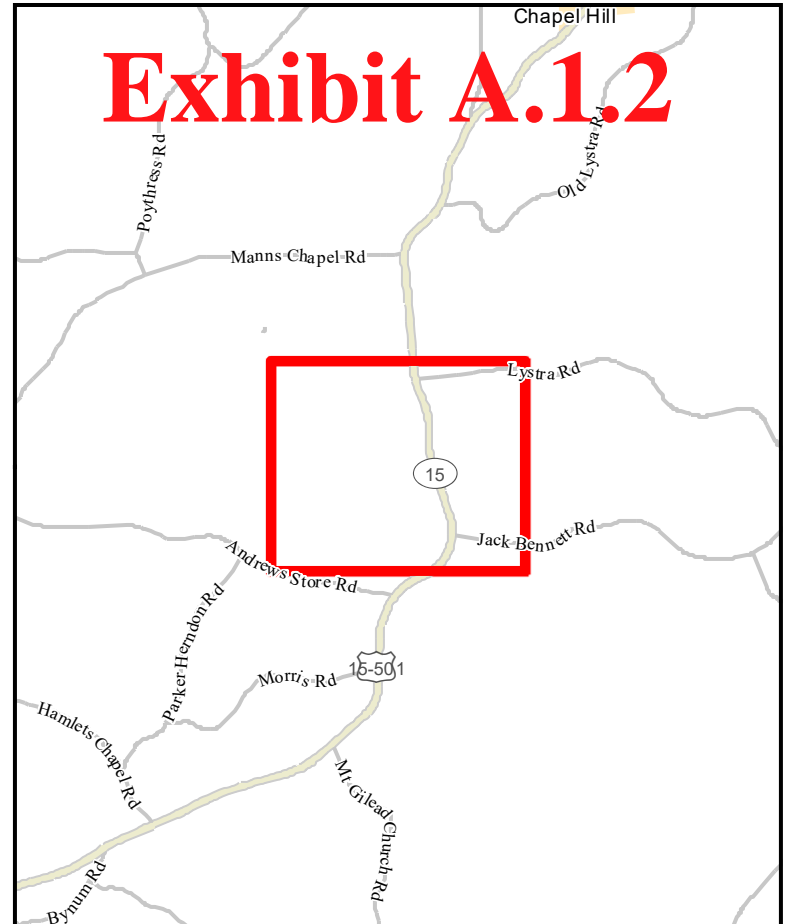 Chapel Hill
Exhibit A.1.2
Poythress Rd
Old Lystra Rd
Manns Chapel Rd
Lystra Rd
15
Jack Bennett Rd
Andrews Store Rd
Parker Herndon Rd
15-501
Morris Rd
Hamlets Chapel Rd
Mt Gilead Church Rd
Bynum Rd